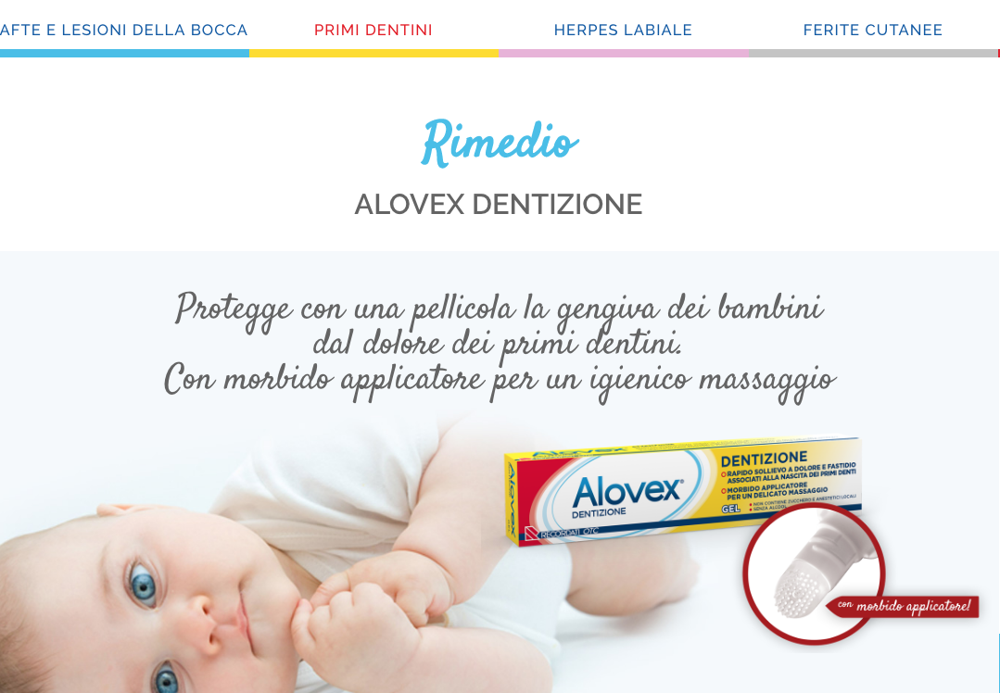 AFTE E LESIONI DELLA BOCCA
PRIMI DENTINI
HERPES LABIALE
FERITE CUTANEE
Rimedio
ALOVEX DENTIZIONE
Protegge con una pellicola la gengiva dei bambini
dal dolore dei primi dentini.
Con morbido applicatore per un igienico massaggio
Alovex
Alovex
Alovex®
DENTIZIONE
RECORDATI OTC
DENTIZIONE
RAPIDO SOLLIEVO A DOLORE E FASTIDIO
ASSOCIATI ALLA NASCITA DEI PRIMI DENTI
MORBIDO APPLICATORE
PER UN DELICATO MASSAGGIO
GEL
NON CONTIENE ZUCCHERO E ANESTETICI LOCALI
SENZA ALCOOL
con morbido applicatore!